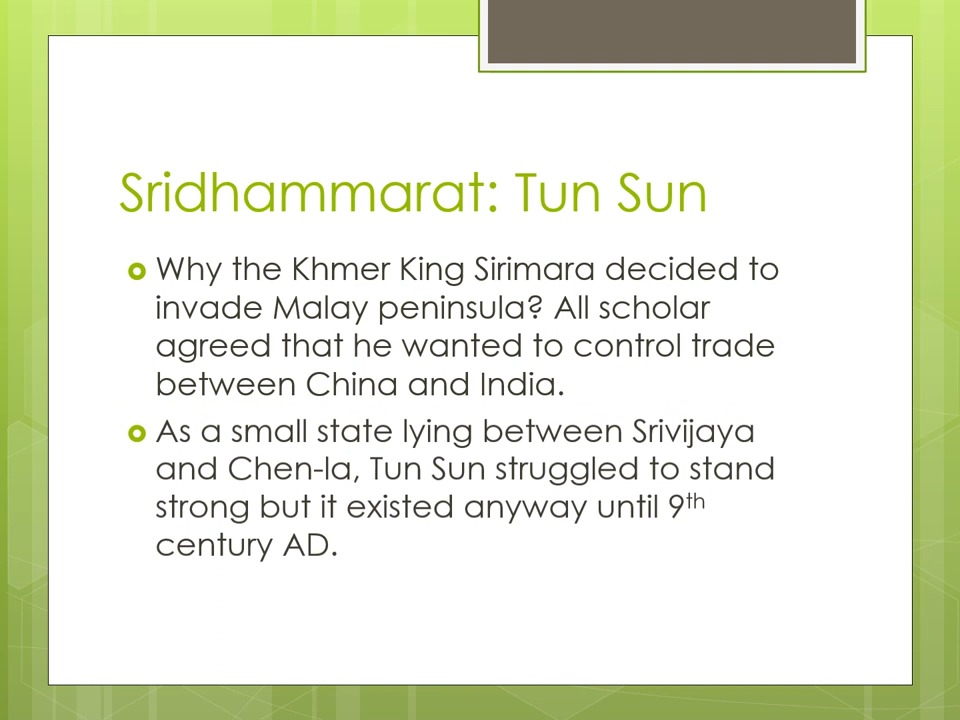 Sridhammarat: Tun Sun
Why the Khmer King Sirimara decided to
invade Malay peninsula? All scholar
agreed that he wanted to control trade
between China and India.
As a small state lying between Srivijaya
and Chen-la, Tun Sun struggled to stand
strong but it existed anyway until 9th
century AD.